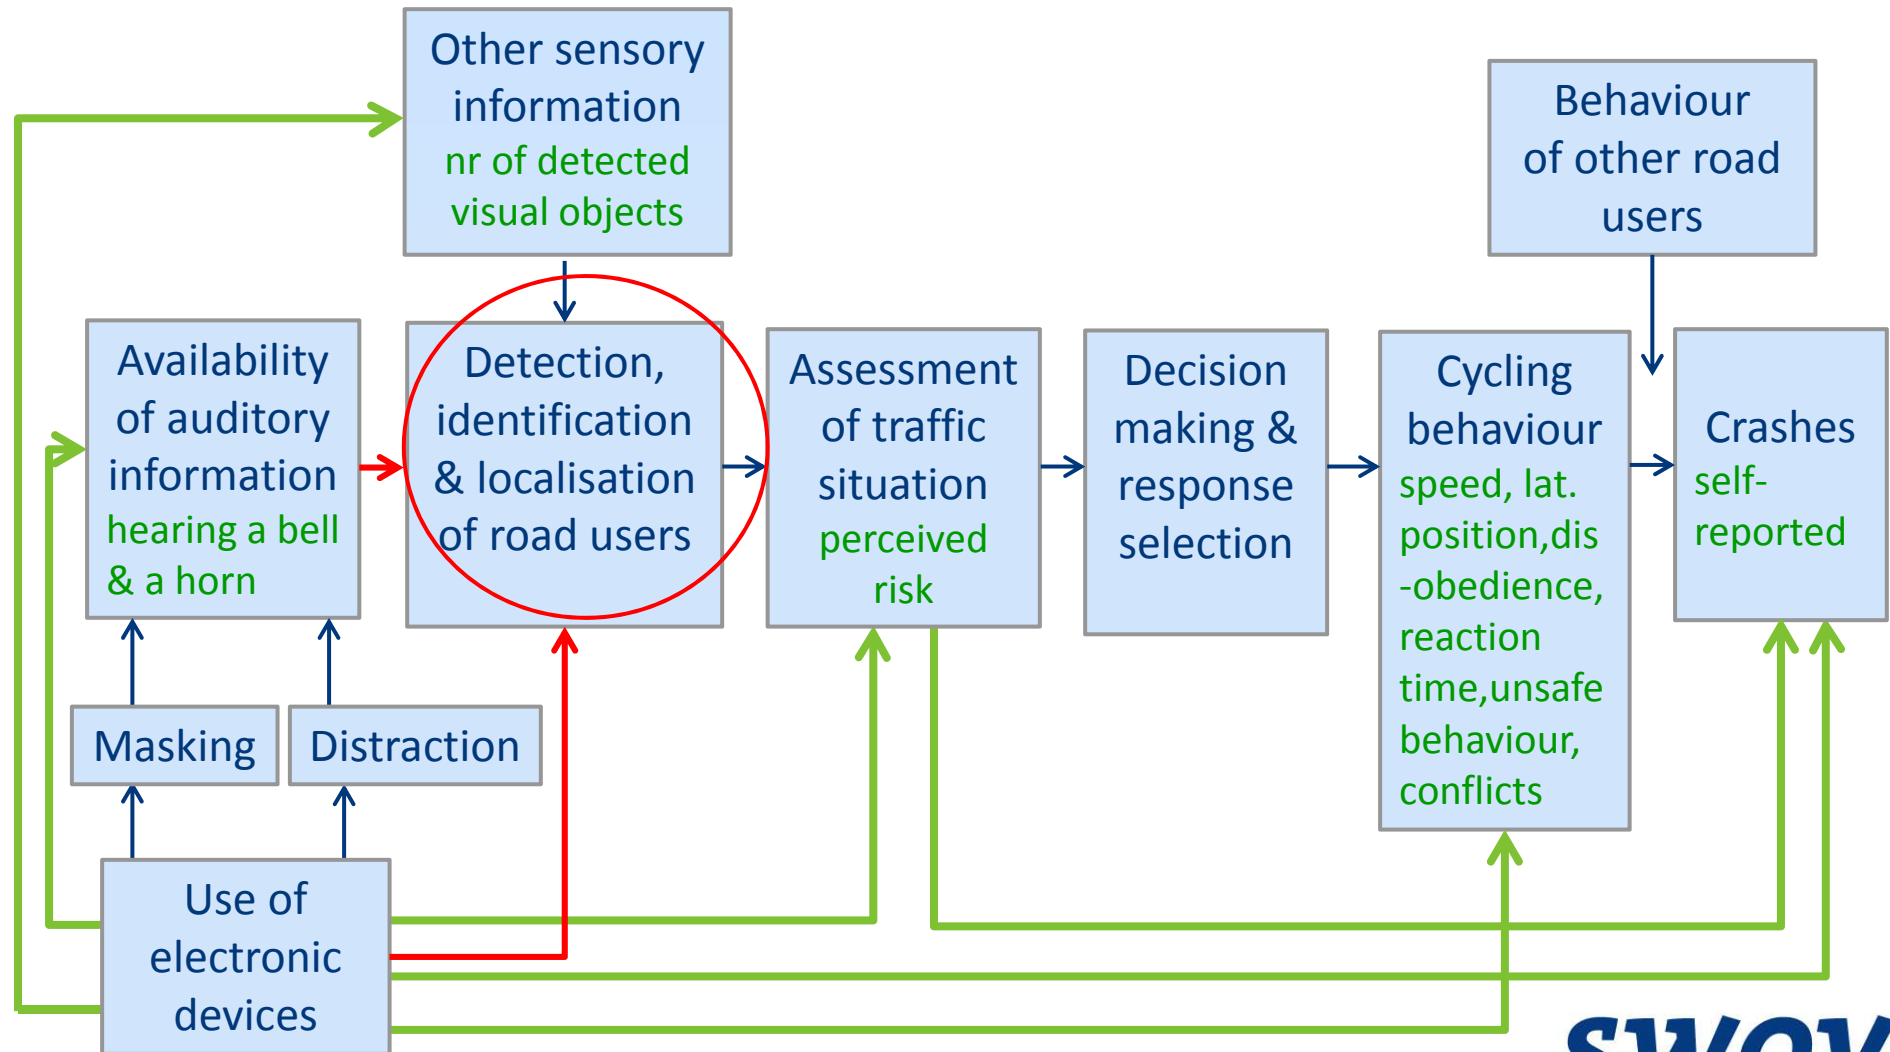 Other sensory
information
nr of detected
visual objects
Behaviour
of other road
users
Availability
of auditory
information
hearing a bell
& a horn
Detection,
identification
& localisation
of road users
Assessment
of traffic
situation
perceived
risk
Decision
making &
response
selection
Cycling
behaviour
speed, lat.
position,dis
-obedience,
reaction
time,unsafe
behaviour,
conflicts
Crashes
self-
reported
Masking
Distraction
Use of
electronic
devices
SWOV